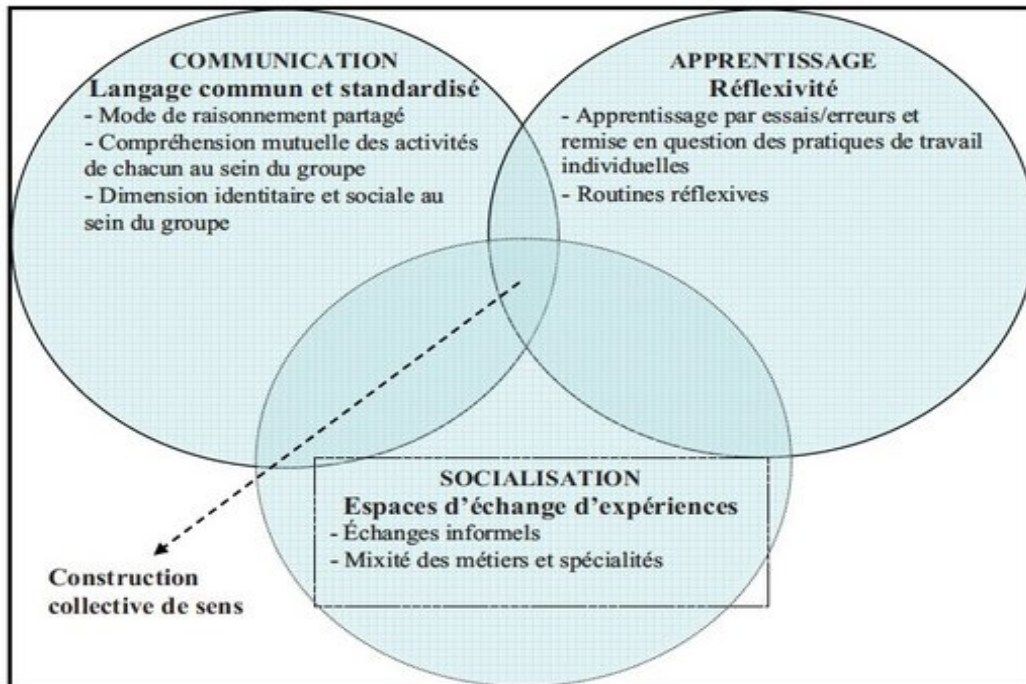 COMMUNICATION
Langage commun et standardisé
- Mode de raisonnement partagé
- Compréhension mutuelle des activités
de chacun au sein du groupe
- Dimension identitaire et sociale au
sein du groupe
APPRENTISSAGE
Réflexivité
- Apprentissage par essais/erreurs et
remise en question des pratiques de travail
individuelles
- Routines réflexives
SOCIALISATION
Espaces d'échange d'expériences
- Échanges informels
- Mixité des métiers et spécialités
Construction
collective de sens